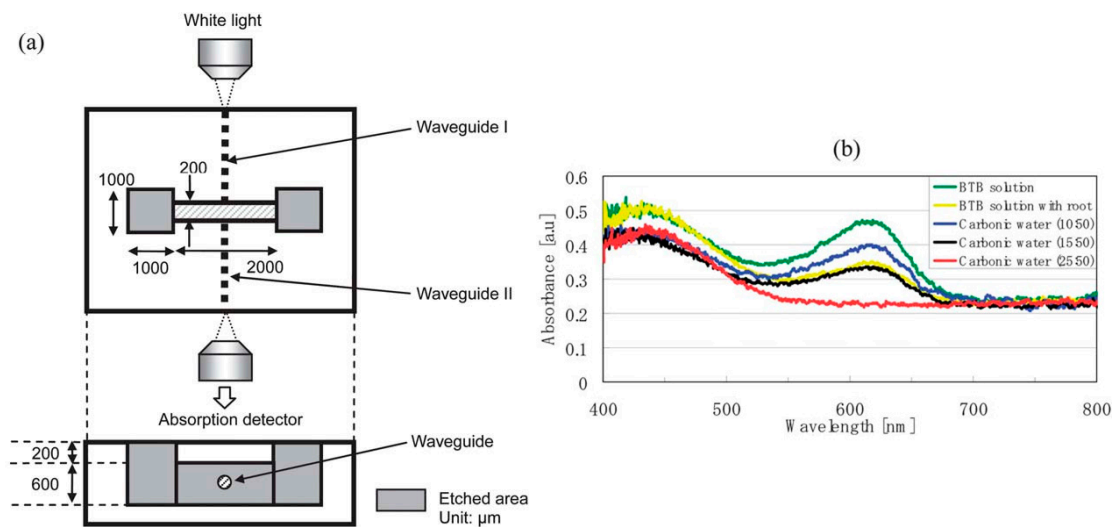 (a)
White light
Waveguide I
200
1000
1000
2000
Waveguide II
Absorption detector
Waveguide
200
600
Etched area
Unit: µm
(b)
BTB solution
BTB solution with root
Carbonic water (1050)
Carbonic water (1550)
Carbonic water (2550)
Absorbance [a.u]
0.6
0.5
0.4
0.3
0.2
0.1
0
400 500 600 700 800
Wavelength [nm]